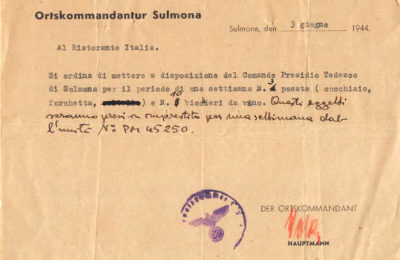 Ortskommandantur Sulmona
Sulmona, den 3 giugno 1944.
Al Ristorante Italia.
Si ordina di mettere a disposizione del Comando Presidio Tedesco
di Sulmona per il periodo di una settimana N. posate ( cucchiaio,
10
forchetta, ) e N. bicchieri da vino. Questi oggetti
saranno presi in imprestito per una settimana dal
l'unità No 45250.
DER ORTSKOMMANDANT
HAUPTMANN